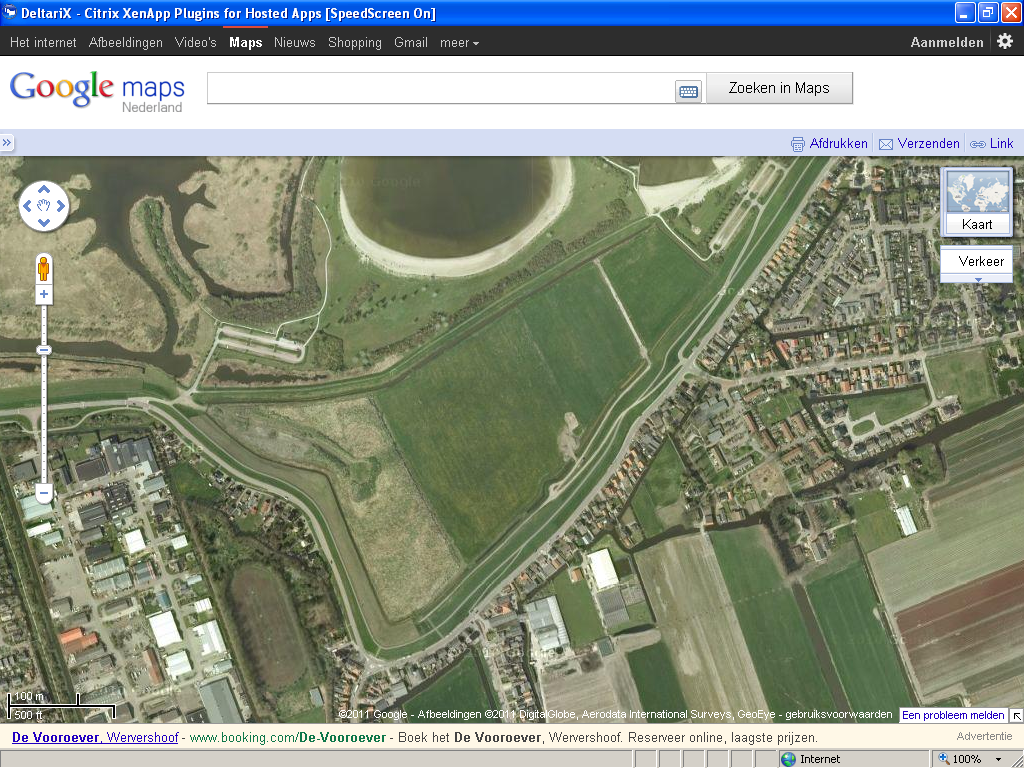 DeltariX - Citrix XenApp Plugins for Hosted Apps [SpeedScreen On]
Het internet Afbeeldingen Video's Maps Nieuws Shopping Gmail meer Aanmelden
Google maps
Nederland
Zoeken in Maps
Afdrukken Verzenden Link
Kaart
Verkeer
100 m
500 ft
©2011 Google - Afbeeldingen ©2011 DigitalGlobe, Aerodata International Surveys, GeoEye - gebruiksvoorwaarden
Een probleem melden
De Vooroever, Wervershoof - www.booking.com/De-Vooroever - Boek het De Vooroever, Wervershoof. Reserveer online, laagste prijzen.
Advertentie
Internet 100%